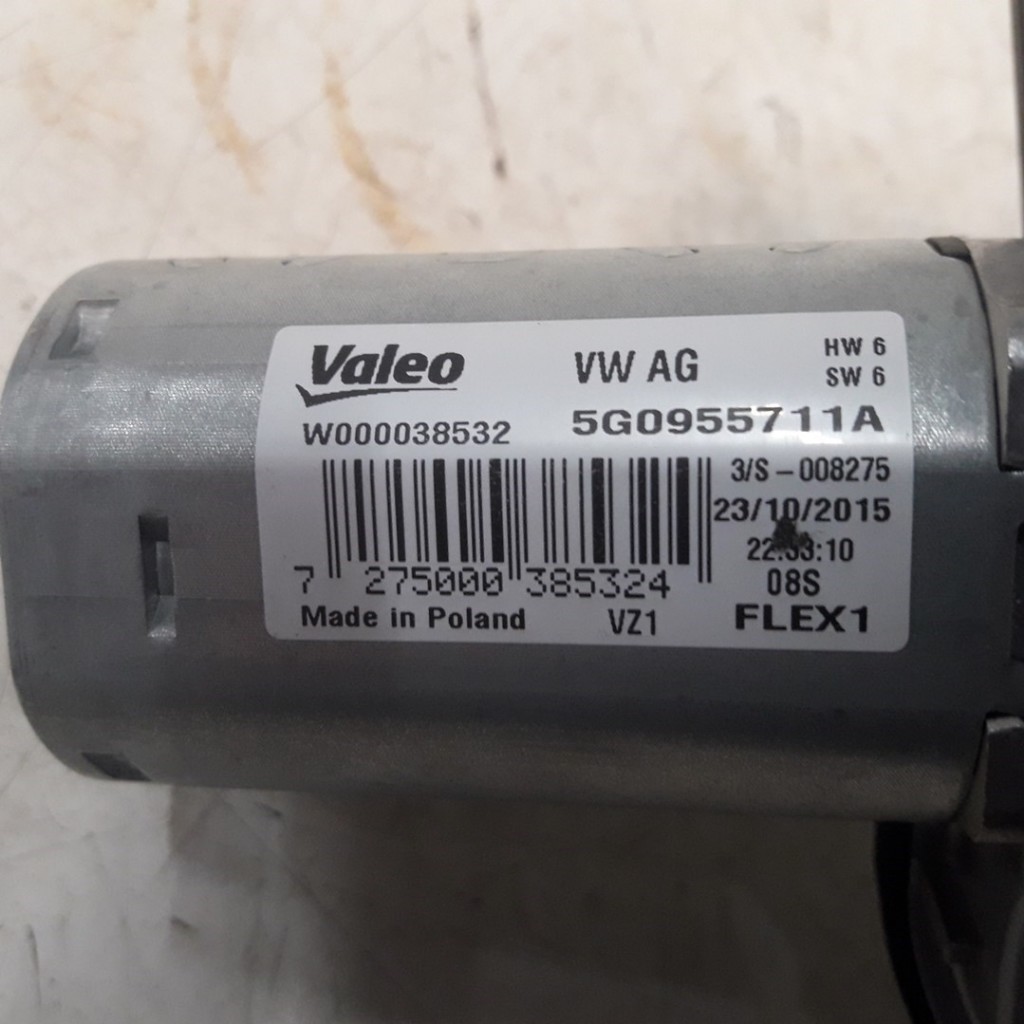 Valeo VW AG HW 6
SW 6
W000038532 5G0955711A
3/S-008275
23/10/2015
:10
08S
7 275000 385324
Made in Poland VZ1 FLEX1